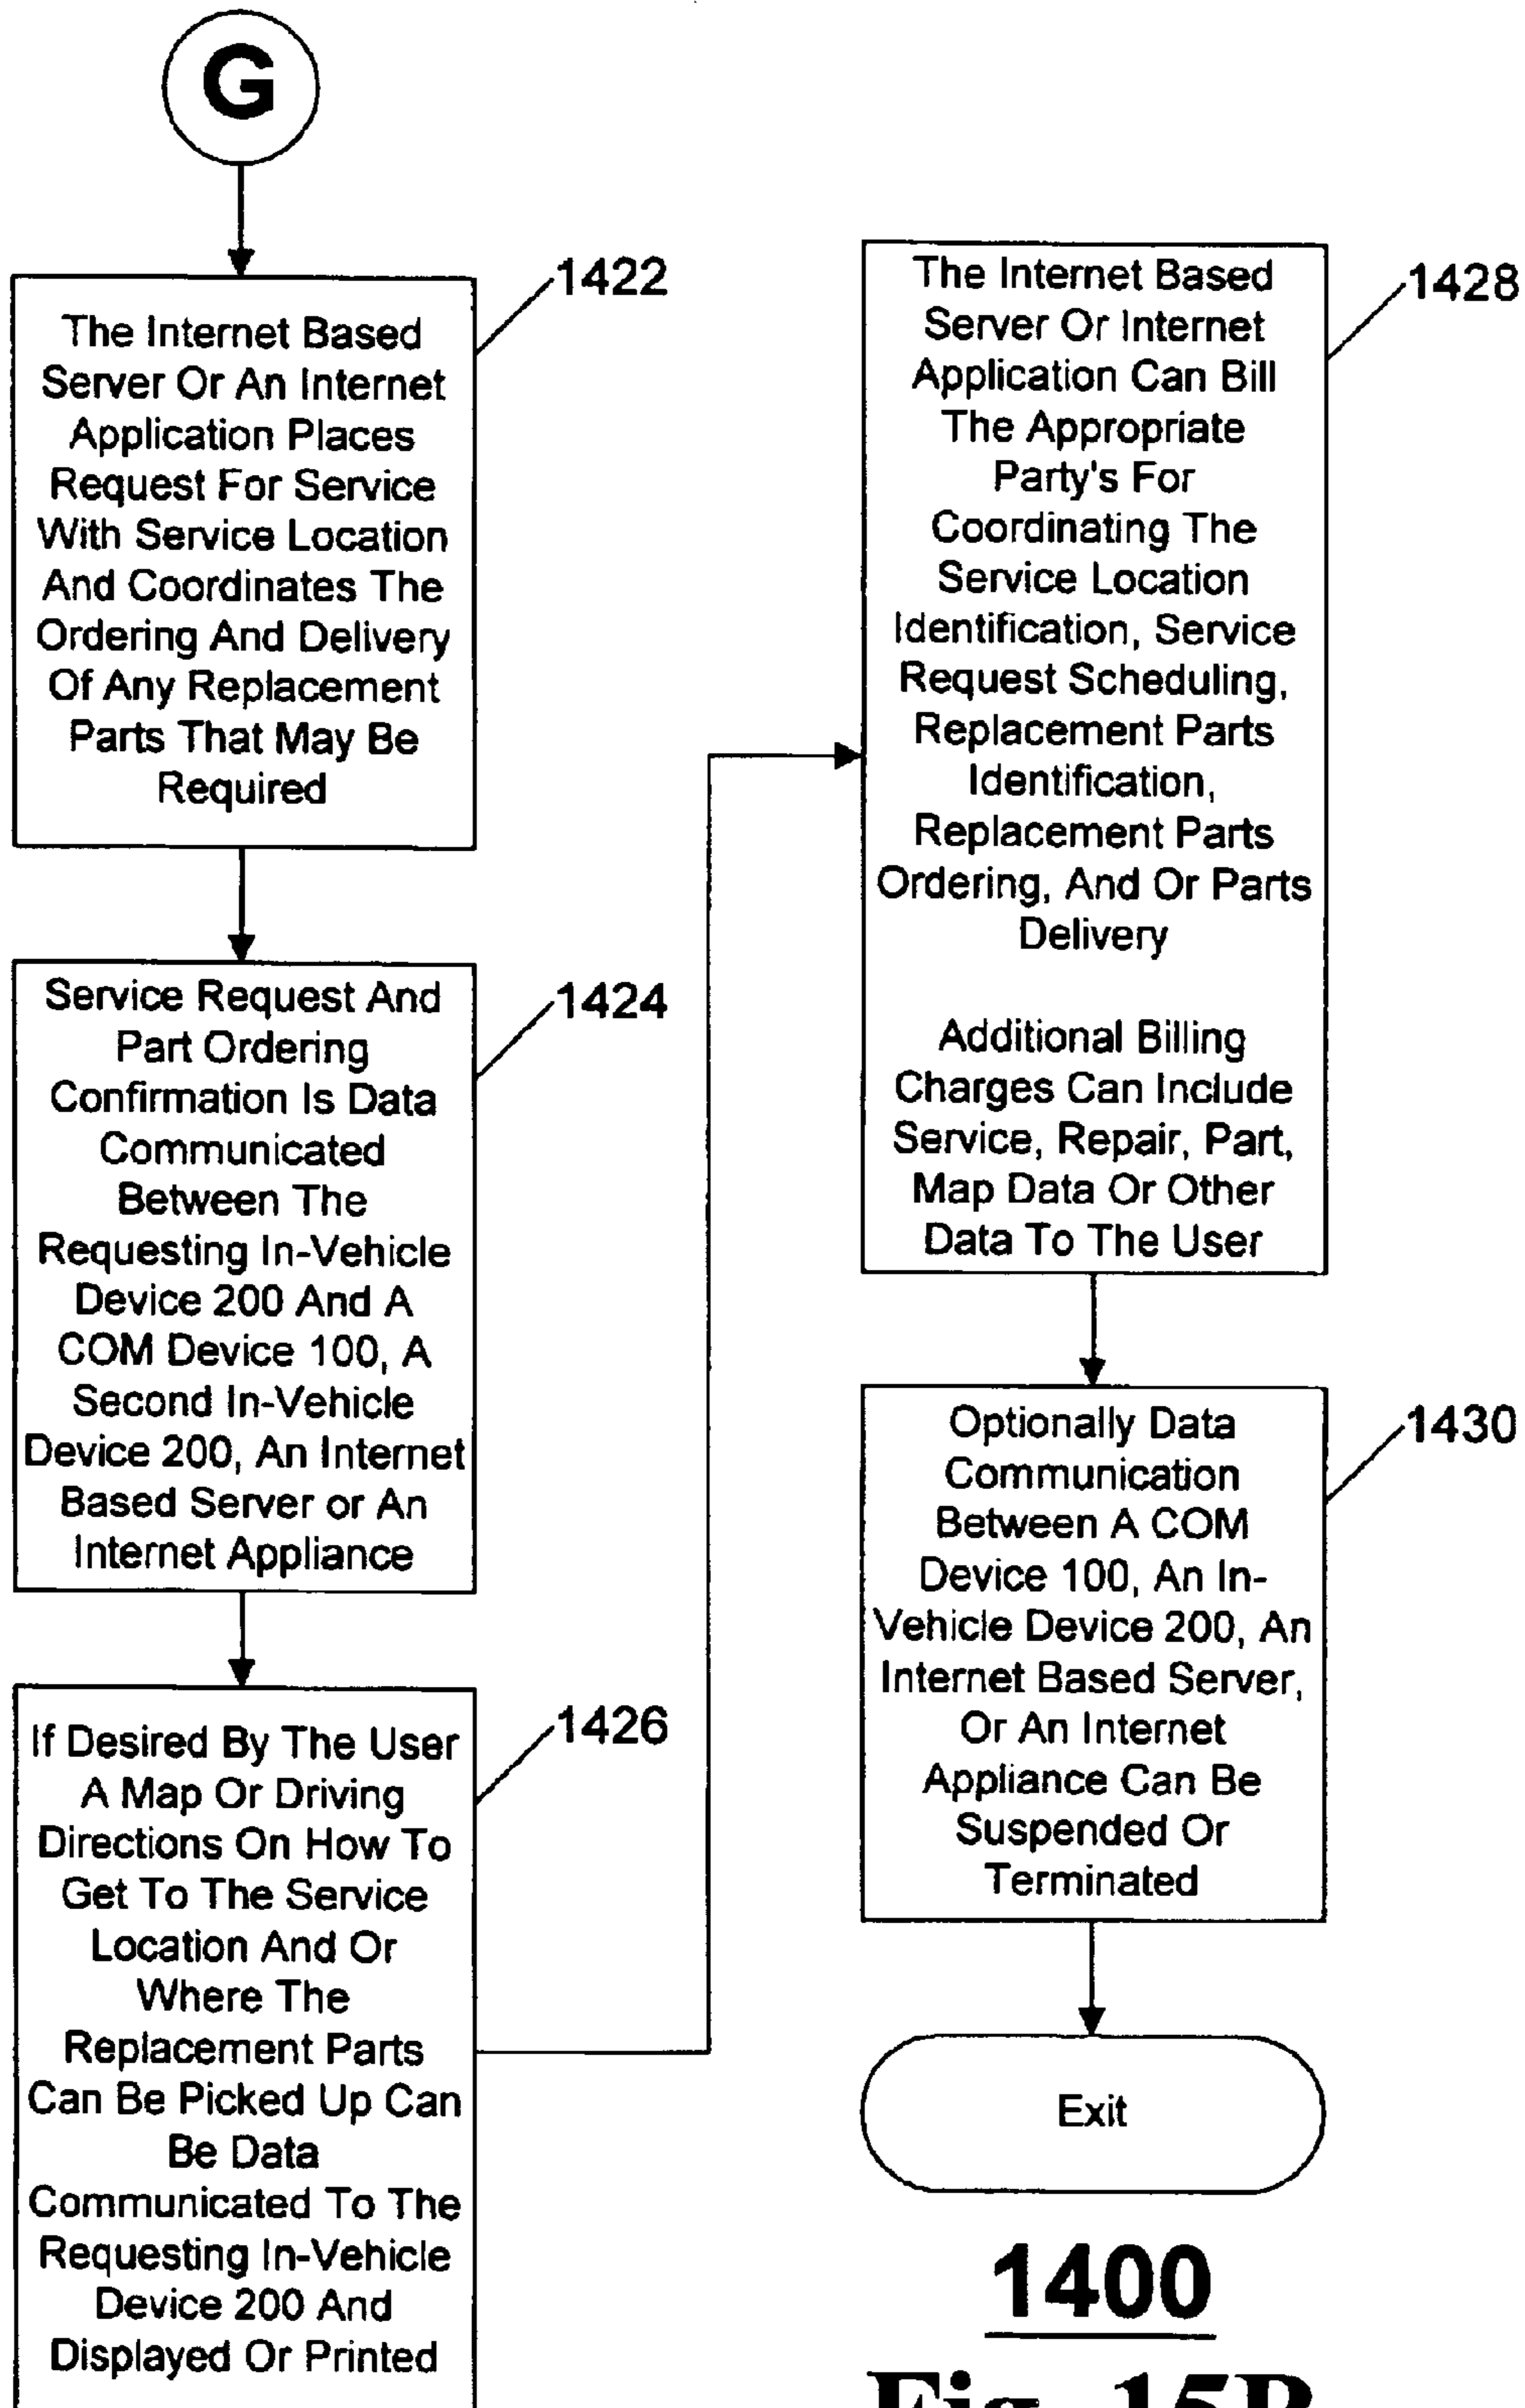 G
1422
The Internet Based
Server Or An Internet
Application Places
Request For Service
With Service Location
And Coordinates The
Ordering And Delivery
Of Any Replacement
Parts That May Be
Required
1424
Service Request And
Part Ordering
Confirmation Is Data
Communicated
Between The
Requesting In-Vehicle
Device 200 And A
COM Device 100, A
Second In-Vehicle
Device 200, An Internet
Based Server or An
Internet Appliance
1426
If Desired By The User
A Map Or Driving
Directions On How To
Get To The Service
Location And Or
Where The
Replacement Parts
Can Be Picked Up Can
Be Data
Communicated To The
Requesting In-Vehicle
Device 200 And
Displayed Or Printed
1428
The Internet Based
Server Or Internet
Application Can Bill
The Appropriate
Party's For
Coordinating The
Service Location
Identification, Service
Request Scheduling,
Replacement Parts
Identification,
Replacement Parts
Ordering, And Or Parts
Delivery
Additional Billing
Charges Can Include
Service, Repair, Part,
Map Data Or Other
Data To The User
1430
Optionally Data
Communication
Between A COM
Device 100, An In-
Vehicle Device 200, An
Internet Based Server,
Or An Internet
Appliance Can Be
Suspended Or
Terminated
Exit
1400
Fig. 15B